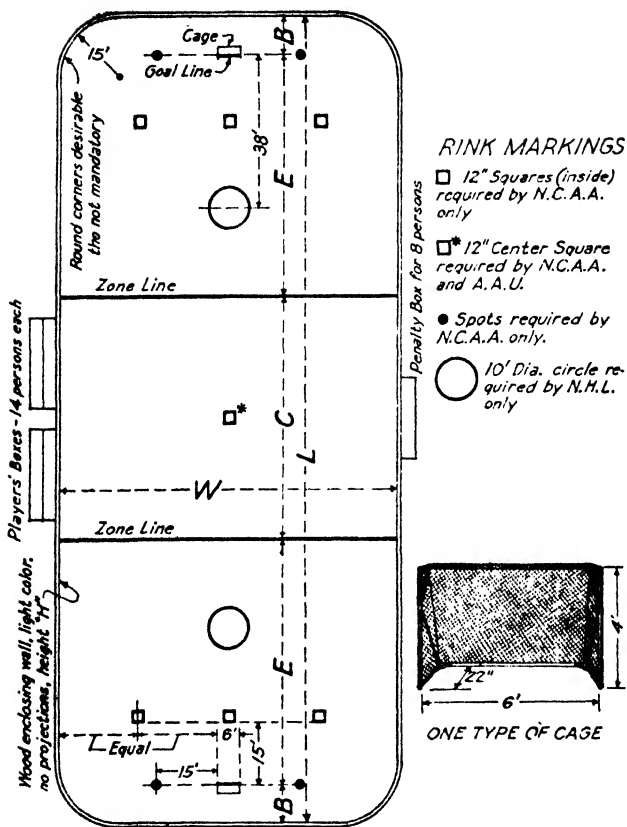 Cage
Goal Line
15'
B
Round corners desirable
tho not mandatory
38'
E
Zone Line
Players' Boxes - 14 persons each
Penalty Box for 8 persons
*
C
L
W
Zone Line
Wood enclosing wall, light color,
no projections, height "H"
E
Equal
6'
15'
15'
B
RINK MARKINGS
12" Squares (inside)
required by N.C.A.A.
only
* 12" Center Square
required by N.C.A.A.
and A.A.U.
Spots required by
N.C.A.A. only.
10' Dia. circle re-
quired by N.H.L.
only
4'
22"
6'
ONE TYPE OF CAGE